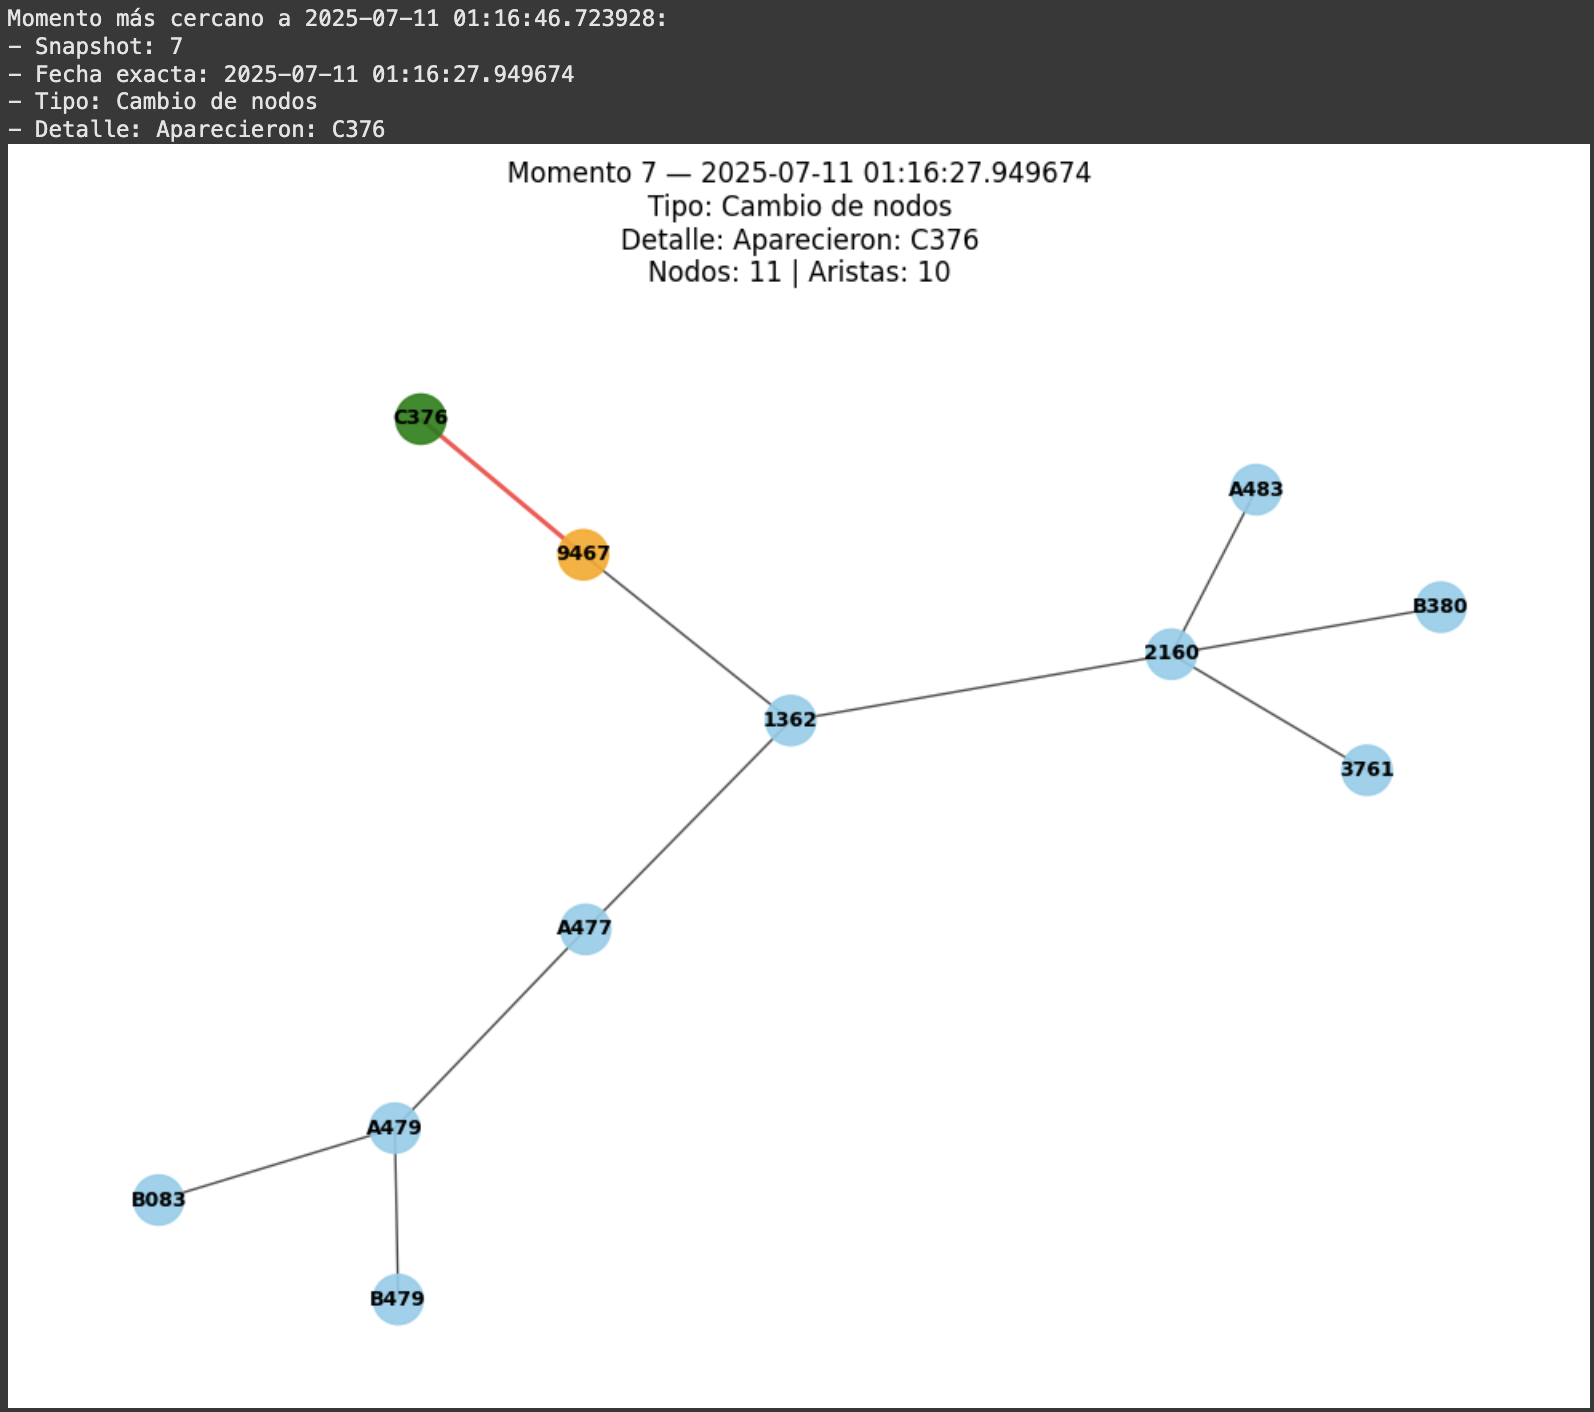 Momento más cercano a 2025-07-11 01:16:46.723928:
- Snapshot: 7
- Fecha exacta: 2025-07-11 01:16:27.949674
- Tipo: Cambio de nodos
- Detalle: Aparecieron: C376
Momento 7 — 2025-07-11 01:16:27.949674
Tipo: Cambio de nodos
Detalle: Aparecieron: C376
Nodos: 11 | Aristas: 10
C376
A483
9467
B380
2160
1362
3761
A477
A479
B083
B479